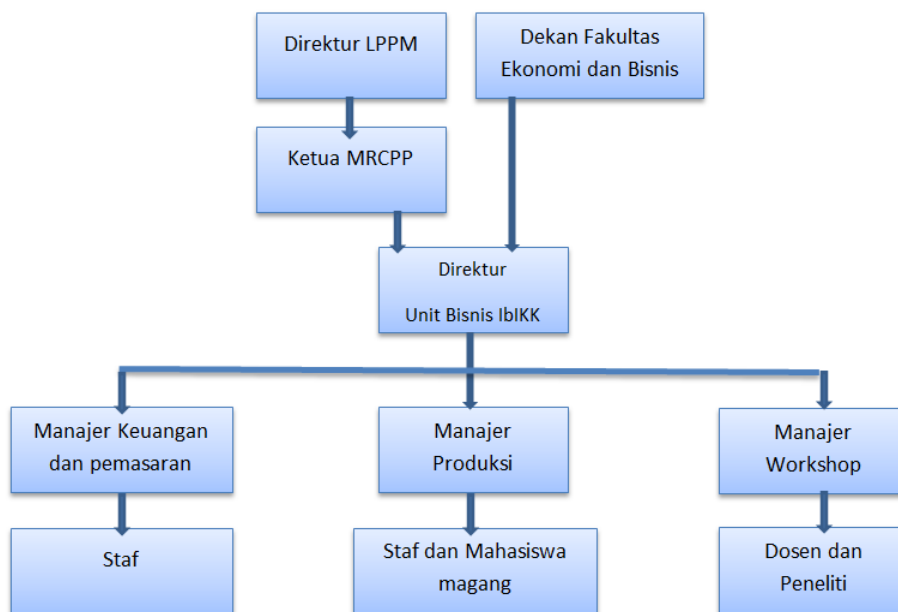 Direktur LPPM
Dekan Fakultas
Ekonomi dan Bisnis
Ketua MRCPP
Direktur
Unit Bisnis IbIKK
Manajer Keuangan
dan pemasaran
Manajer
Produksi
Manajer
Workshop
Staf
Staf dan Mahasiswa
magang
Dosen dan
Peneliti